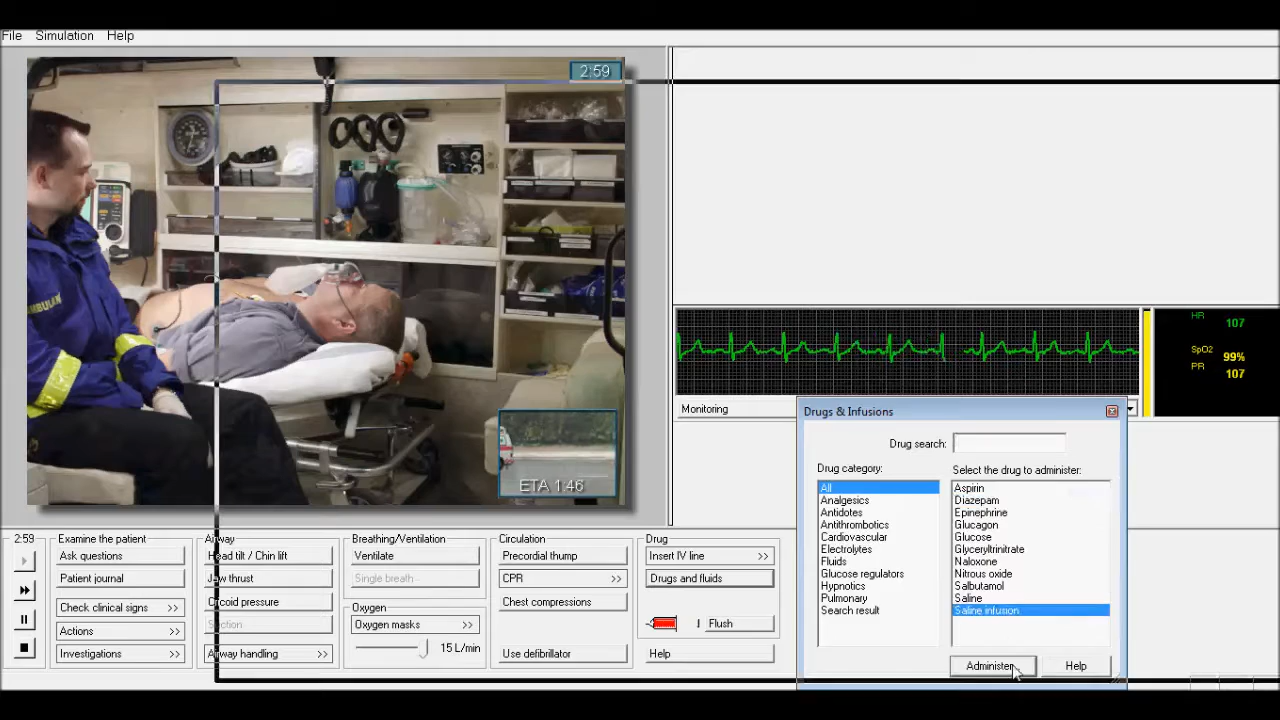 File Simulation Help
2:59
AMBULAN
ETA 1.46
HR
107
SpO2
99%
PR
107
Monitoring
Drugs & Infusions
Drug search:
Drug category:
All
Analgesics
Antidotes
Antithrombotics
Cardiovascular
Electrolytes
Fluids
Glucose regulators
Hypnotics
Pulmonary
Search result
Select the drug to administer:
Aspirin
Diazepam
Epinephrine
Glucagon
Glucose
Glyceryltrinitrate
Naloxone
Nitrous oxide
Salbutamol
Saline
Saline infusion
Administer
Help
2:59
Examine the patient
Ask questions
Patient journal
Check clinical signs >>
Actions >>
Investigations >>
Airway
Head tilt / Chin lift
Jaw thrust
Cricoid pressure
Suction
Airway handling >>
Breathing/Ventilation
Ventilate
Single breath
Oxygen
Oxygen masks >>
15 L/min
Circulation
Precordial thump
CPR >>
Chest compressions
Use defibrillator
Drug
Insert IV line >>
Drugs and fluids
Flush
Help